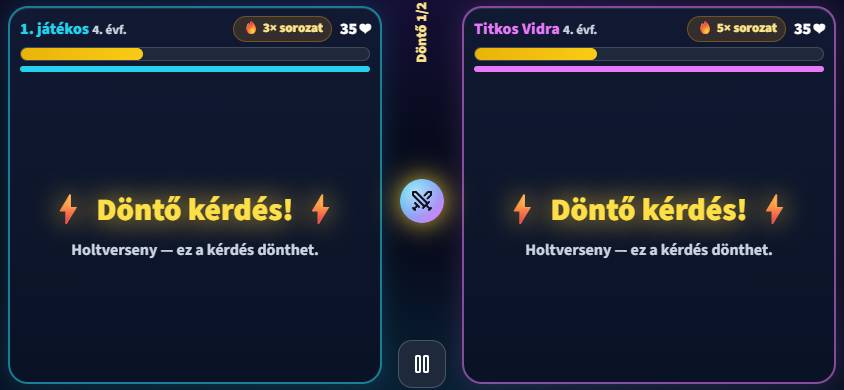 1. játékos 4. évf.
3× sorozat
35
Döntő kérdés!
Holtverseny — ez a kérdés dönthet.
Döntő 1/2
Titkos Vidra 4. évf.
5× sorozat
35
Döntő kérdés!
Holtverseny — ez a kérdés dönthet.